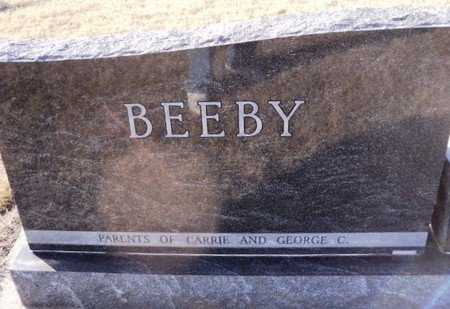 BEEBY
PARENTS OF CARRIE AND GEORGE C.